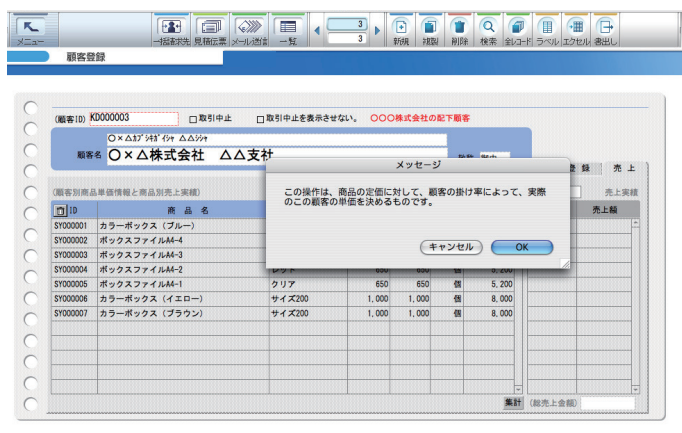 3
メニュー 一括請求先 見積伝票 メール送信 一覧 3 新規 複製 削除 検索 全レコード ラベル エクセル 書出し
顧客登録
(顧客ID) KD000003 取引中止 取引中止を表示させない。 〇〇〇株式会社の配下顧客
〇×△ｶﾌﾞｼｷｶﾞｲｼｬ △△ｼｼｬ
顧客名 〇×△株式会社 △△支社
メッセージ
この操作は、商品の定価に対して、顧客の掛け率によって、実際
のこの顧客の単価を決めるものです。
キャンセル OK
登録 売上
(顧客別商品単価情報と商品別売上実績) 売上実績
ID 商品名 売上額
SY000001 カラーボックス（ブルー）
SY000002 ボックスファイルA4-4
SY000003 ボックスファイルA4-3
SY000004 ボックスファイルA4-2 レッド 650 650 個 5,200
SY000005 ボックスファイルA4-1 クリア 650 650 個 5,200
SY000006 カラーボックス（イエロー） サイズ200 1,000 1,000 個 8,000
SY000007 カラーボックス（ブラウン） サイズ200 1,000 1,000 個 8,000
集計 (総売上金額)